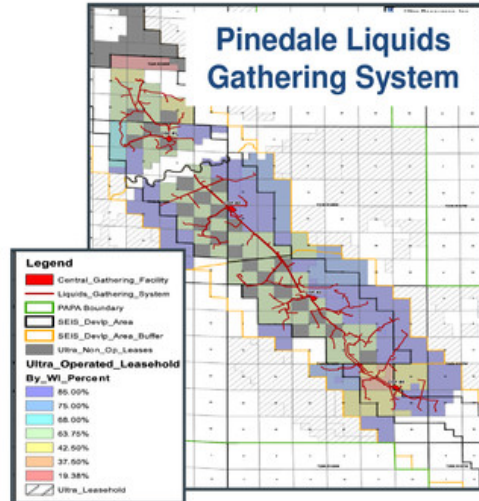 Pinedale Liquids
Gathering System
Legend
Central_Gathering_Facility
Liquids_Gathering_System
PAPA Boundary
SEIS_Devlp_Area
SEIS_Devlp_Area_Buffer
Ultra_Non_Op_Leases
Ultra_Operated_Leasehold
By_WI_Percent
85.00%
75.00%
68.00%
63.75%
42.50%
37.50%
19.38%
Ultra_Leasehold